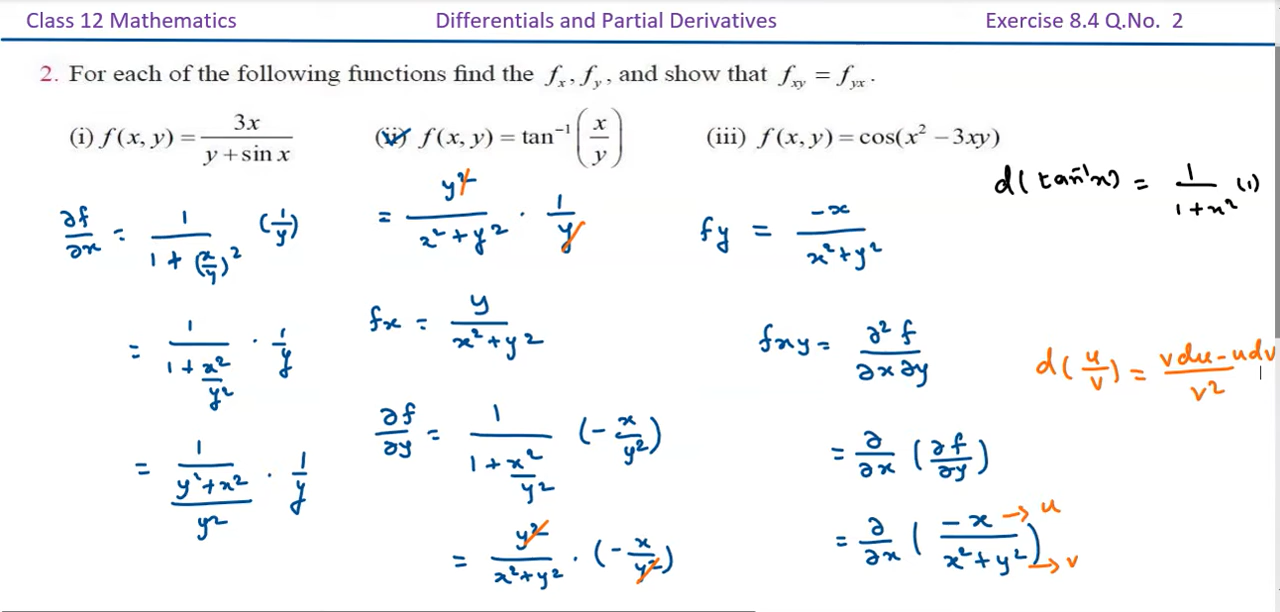 Class 12 Mathematics Differentials and Partial Derivatives Exercise 8.4 Q.No. 2
2. For each of the following functions find the fₓ, f_y, and show that f_xy = f_yx.
(i) f(x, y) = 3x / (y + sin x) (ii) f(x, y) = tan⁻¹(x/y) (iii) f(x, y) = cos(x² − 3xy)
d(tan⁻¹x) = 1/(1+x²) (1)
∂f/∂x = 1/(1+(x/y)²) (1/y)
= 1/(1+x²/y²) · 1/y
= 1/((y²+x²)/y²) · 1/y
= y²/(x²+y²) · 1/y
fx = y/(x²+y²)
∂f/∂y = 1/(1+x²/y²) (−x/y²)
= y²/(x²+y²) · (−x/y²)
fy = −x/(x²+y²)
fxy = ∂²f/∂x∂y
= ∂/∂x (∂f/∂y)
= ∂/∂x (−x/(x²+y²)) → u → v
d(u/v) = (vdu − udv)/v²